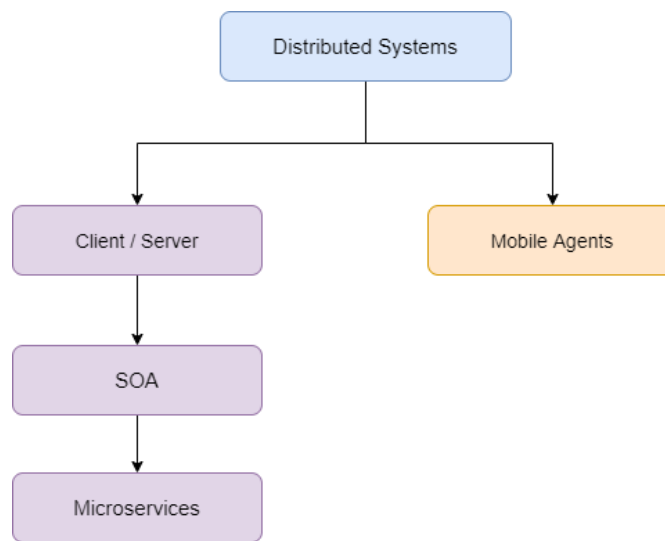 Distributed Systems
Client / Server
Mobile Agents
SOA
Microservices